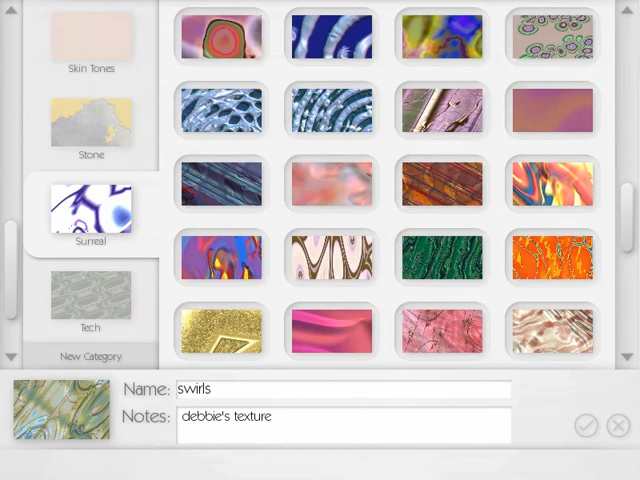 Skin Tones
Stone
Surreal
Tech
New Category
Name: swirls
Notes: debbie's texture